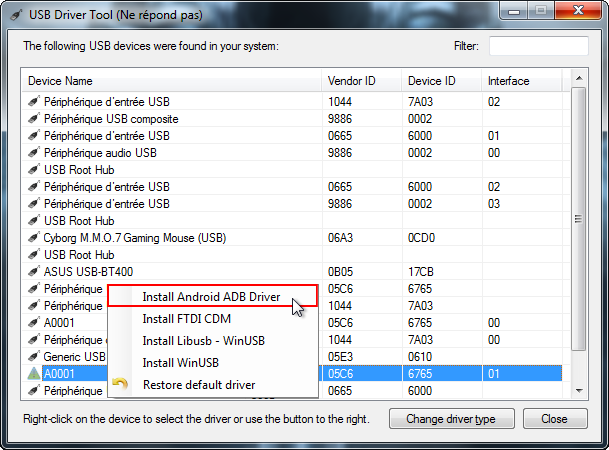 USB Driver Tool (Ne répond pas)
The following USB devices were found in your system: Filter:
Device Name Vendor ID Device ID Interface
Périphérique d'entrée USB 1044 7A03 02
Périphérique USB composite 9886 0002
Périphérique d'entrée USB 0665 6000 01
Périphérique audio USB 9886 0002 00
USB Root Hub
Périphérique d'entrée USB 0665 6000 02
Périphérique d'entrée USB 9886 0002 03
USB Root Hub
Cyborg M.M.O.7 Gaming Mouse (USB) 06A3 0CD0
USB Root Hub
ASUS USB-BT400 0B05 17CB
Périphérique 05C6 6765
Périphérique 1044 7A03
A0001 05C6 6765 00
Périphérique 05C6 6765
Generic USB 05E3 0610
A0001 05C6 6765 01
Périphérique 0665 6000
Install Android ADB Driver
Install FTDI CDM
Install Libusb - WinUSB
Install WinUSB
Restore default driver
Right-click on the device to select the driver or use the button to the right. Change driver type Close